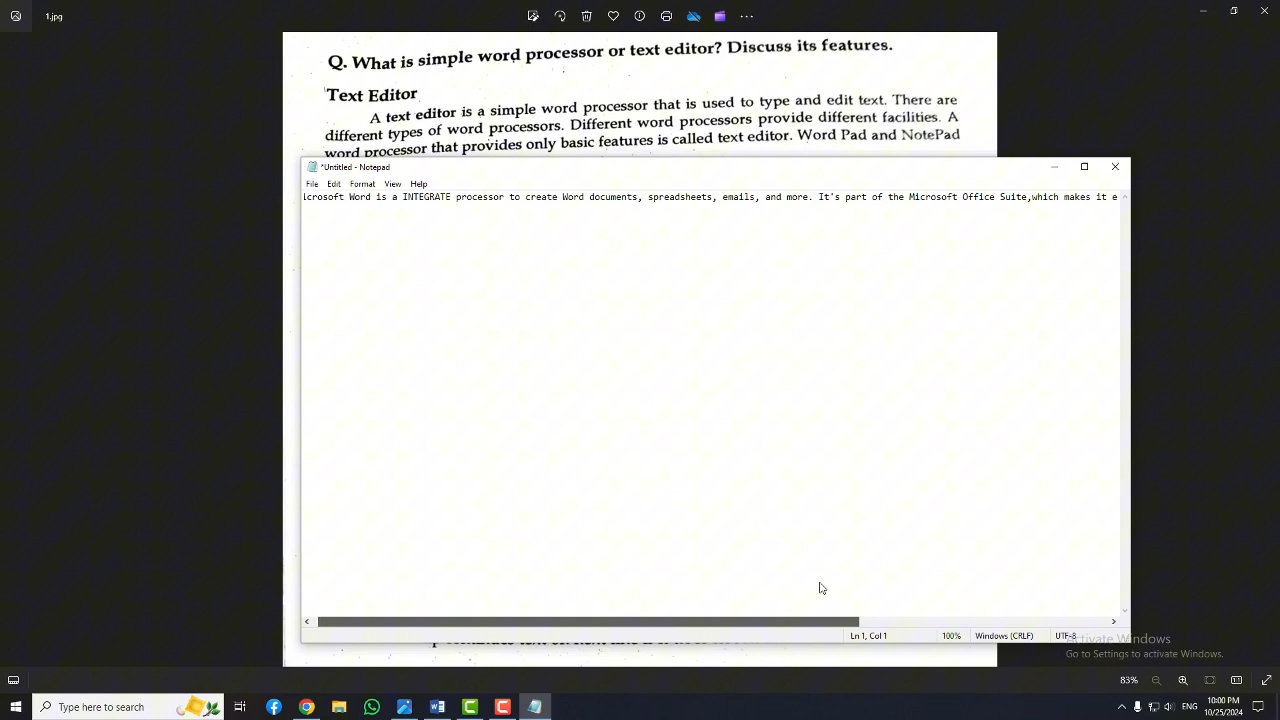 1.jpg
Q. What is simple word processor or text editor? Discuss its features.
Text Editor
A text editor is a simple word processor that is used to type and edit text. There are
different types of word processors. Different word processors provide different facilities. A
word processor that provides only basic features is called text editor. Word Pad and NotePad
*Untitled - Notepad
File Edit Format View Help
icrosoft Word is a INTEGRATE processor to create Word documents, spreadsheets, emails, and more. It's part of the Microsoft Office Suite,which makes it e
Ln 1, Col 1 100% Windows (CRLF) UTF-8
Activate Windows
Go to Settings to activate Windows.
83%
Type here to search
ENG
10:00 PM
10/25/2024